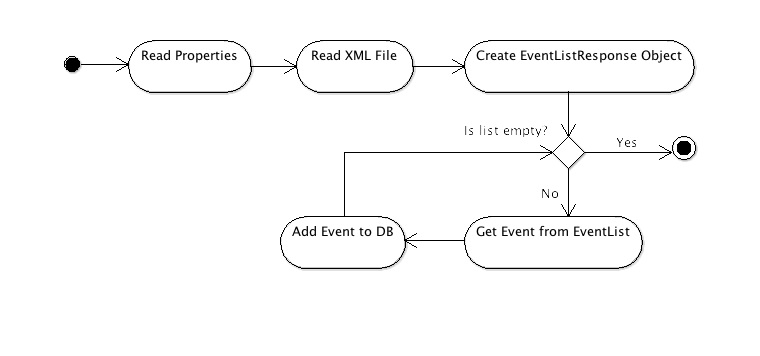 Read Properties
Read XML File
Create EventListResponse Object
Is list empty?
Yes
No
Add Event to DB
Get Event from EventList